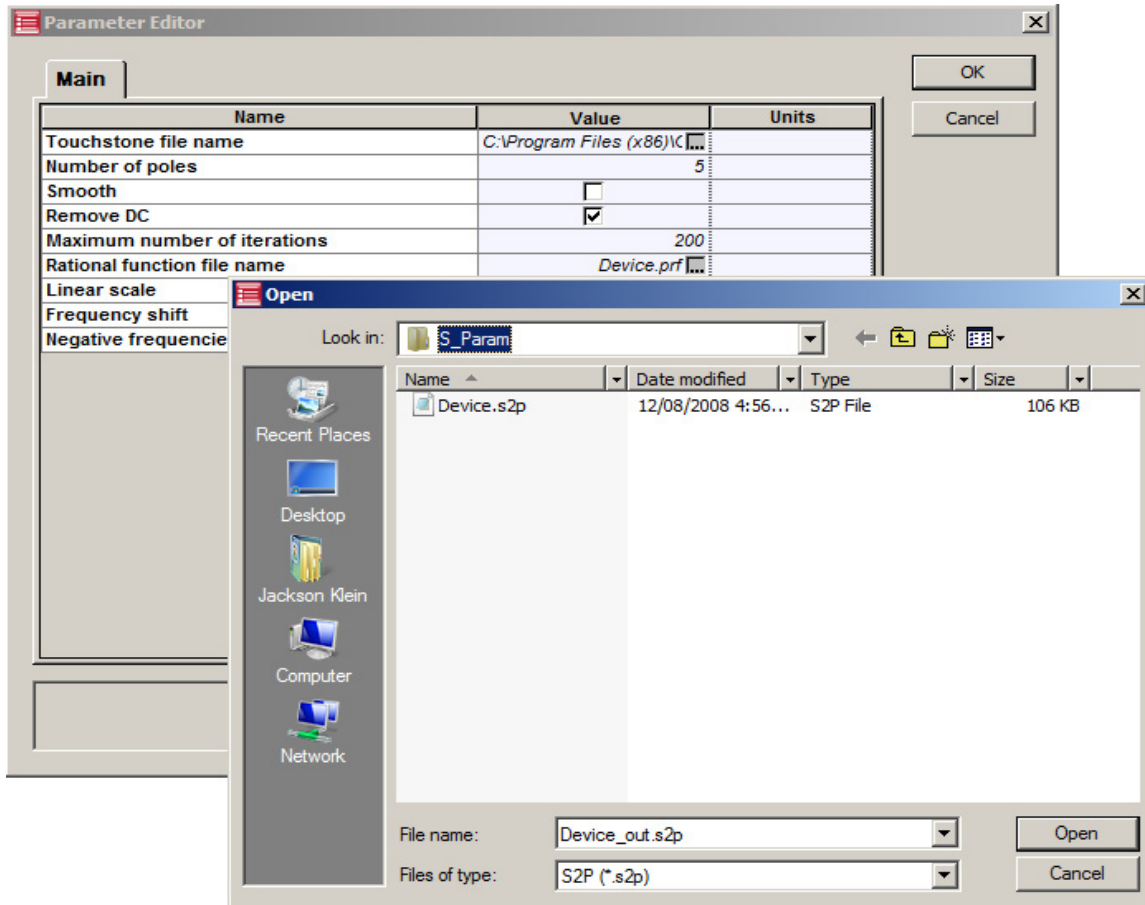 Parameter Editor
OK
Cancel
Main
Name Value Units
Touchstone file name C:\Program Files (x86)\C...
Number of poles 5
Smooth
Remove DC
Maximum number of iterations 200
Rational function file name Device.prf ...
Linear scale
Frequency shift
Negative frequencie
Open
Look in: S_Param
Name Date modified Type Size
Device.s2p 12/08/2008 4:56... S2P File 106 KB
Recent Places
Desktop
Jackson Klein
Computer
Network
File name: Device_out.s2p Open
Files of type: S2P (*.s2p) Cancel